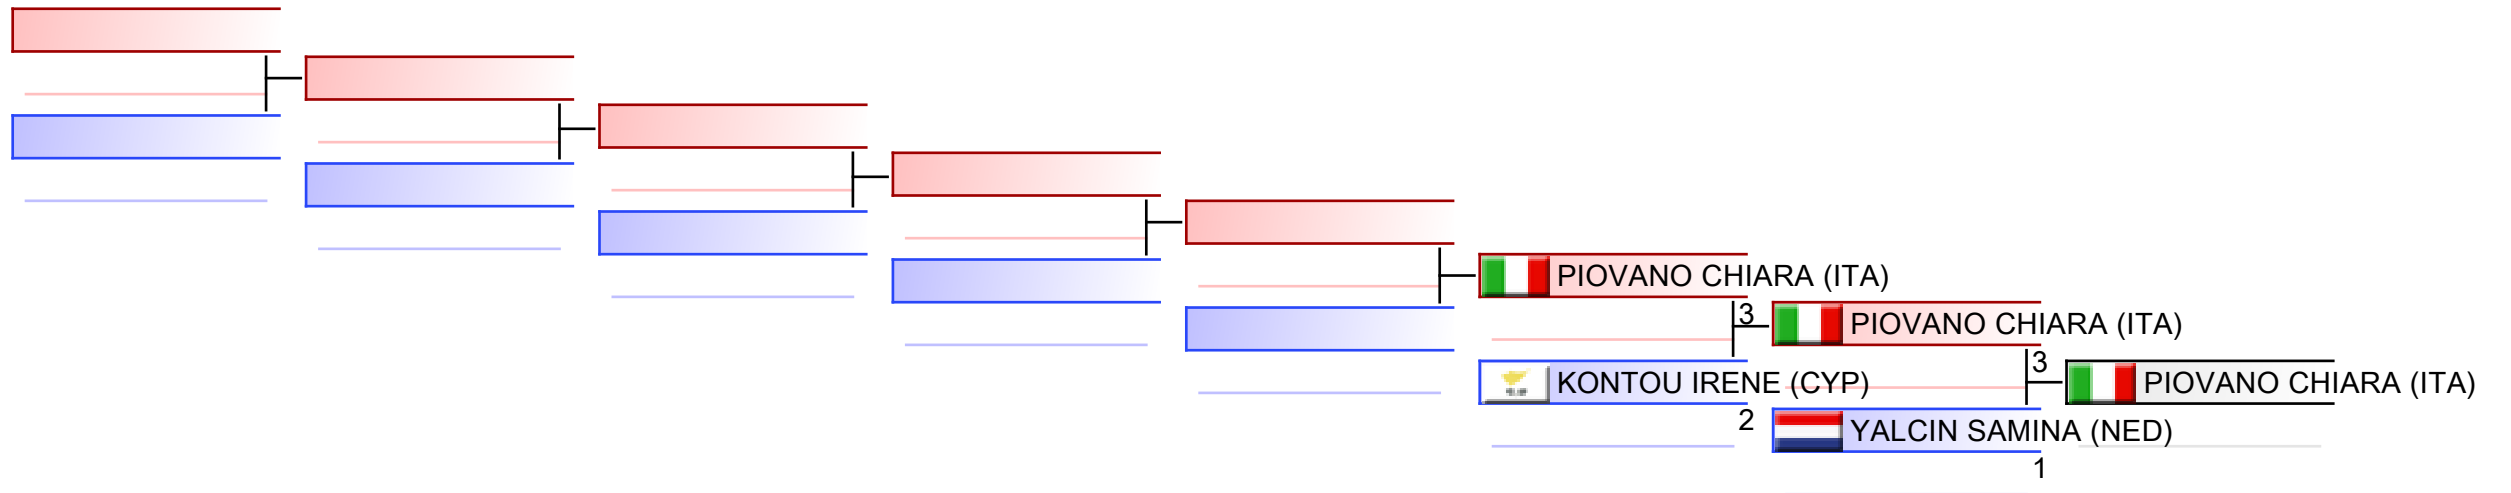 PIOVANO CHIARA (ITA)
3
PIOVANO CHIARA (ITA)
3
KONTOU IRENE (CYP)
PIOVANO CHIARA (ITA)
2
YALCIN SAMINA (NED)
1